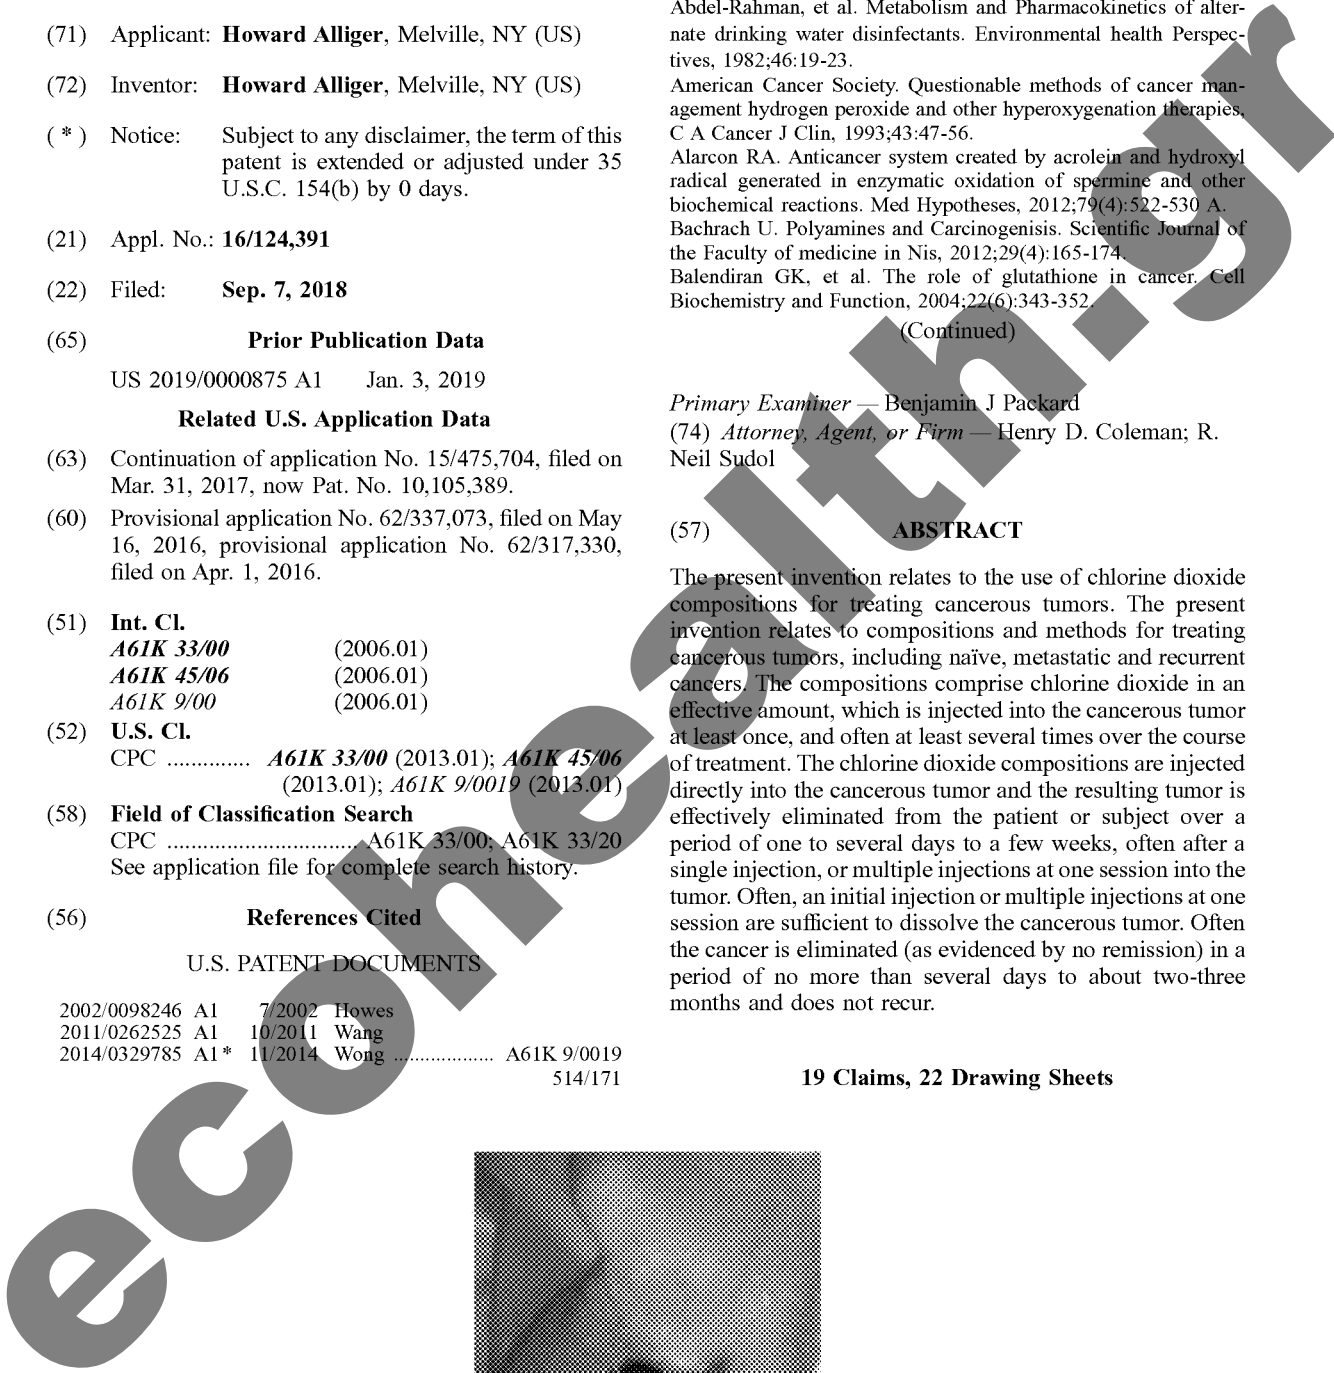 (71) Applicant: Howard Alliger, Melville, NY (US)
(72) Inventor: Howard Alliger, Melville, NY (US)
( * ) Notice: Subject to any disclaimer, the term of this
patent is extended or adjusted under 35
U.S.C. 154(b) by 0 days.
(21) Appl. No.: 16/124,391
(22) Filed: Sep. 7, 2018
(65) Prior Publication Data
US 2019/0000875 A1 Jan. 3, 2019
Related U.S. Application Data
(63) Continuation of application No. 15/475,704, filed on
Mar. 31, 2017, now Pat. No. 10,105,389.
(60) Provisional application No. 62/337,073, filed on May
16, 2016, provisional application No. 62/317,330,
filed on Apr. 1, 2016.
(51) Int. Cl.
A61K 33/00 (2006.01)
A61K 45/06 (2006.01)
A61K 9/00 (2006.01)
(52) U.S. Cl.
CPC .............. A61K 33/00 (2013.01); A61K 45/06
(2013.01); A61K 9/0019 (2013.01)
(58) Field of Classification Search
CPC ................................ A61K 33/00; A61K 33/20
See application file for complete search history.
(56) References Cited
U.S. PATENT DOCUMENTS
2002/0098246 A1 7/2002 Howes
2011/0262525 A1 10/2011 Wang
2014/0329785 A1* 11/2014 Wong ................... A61K 9/0019
514/171
Abdel-Rahman, et al. Metabolism and Pharmacokinetics of alter-
nate drinking water disinfectants. Environmental health Perspec-
tives, 1982;46:19-23.
American Cancer Society. Questionable methods of cancer man-
agement hydrogen peroxide and other hyperoxygenation therapies,
C A Cancer J Clin, 1993;43:47-56.
Alarcon RA. Anticancer system created by acrolein and hydroxyl
radical generated in enzymatic oxidation of spermine and other
biochemical reactions. Med Hypotheses, 2012;79(4):522-530 A.
Bachrach U. Polyamines and Carcinogenisis. Scientific Journal of
the Faculty of medicine in Nis, 2012;29(4):165-174.
Balendiran GK, et al. The role of glutathione in cancer. Cell
Biochemistry and Function, 2004;22(6):343-352.
(Continued)
Primary Examiner — Benjamin J Packard
(74) Attorney, Agent, or Firm — Henry D. Coleman; R.
Neil Sudol
(57) ABSTRACT
The present invention relates to the use of chlorine dioxide
compositions for treating cancerous tumors. The present
invention relates to compositions and methods for treating
cancerous tumors, including naïve, metastatic and recurrent
cancers. The compositions comprise chlorine dioxide in an
effective amount, which is injected into the cancerous tumor
at least once, and often at least several times over the course
of treatment. The chlorine dioxide compositions are injected
directly into the cancerous tumor and the resulting tumor is
effectively eliminated from the patient or subject over a
period of one to several days to a few weeks, often after a
single injection, or multiple injections at one session into the
tumor. Often, an initial injection or multiple injections at one
session are sufficient to dissolve the cancerous tumor. Often
the cancer is eliminated (as evidenced by no remission) in a
period of no more than several days to about two-three
months and does not recur.
19 Claims, 22 Drawing Sheets
ecohealth.gr